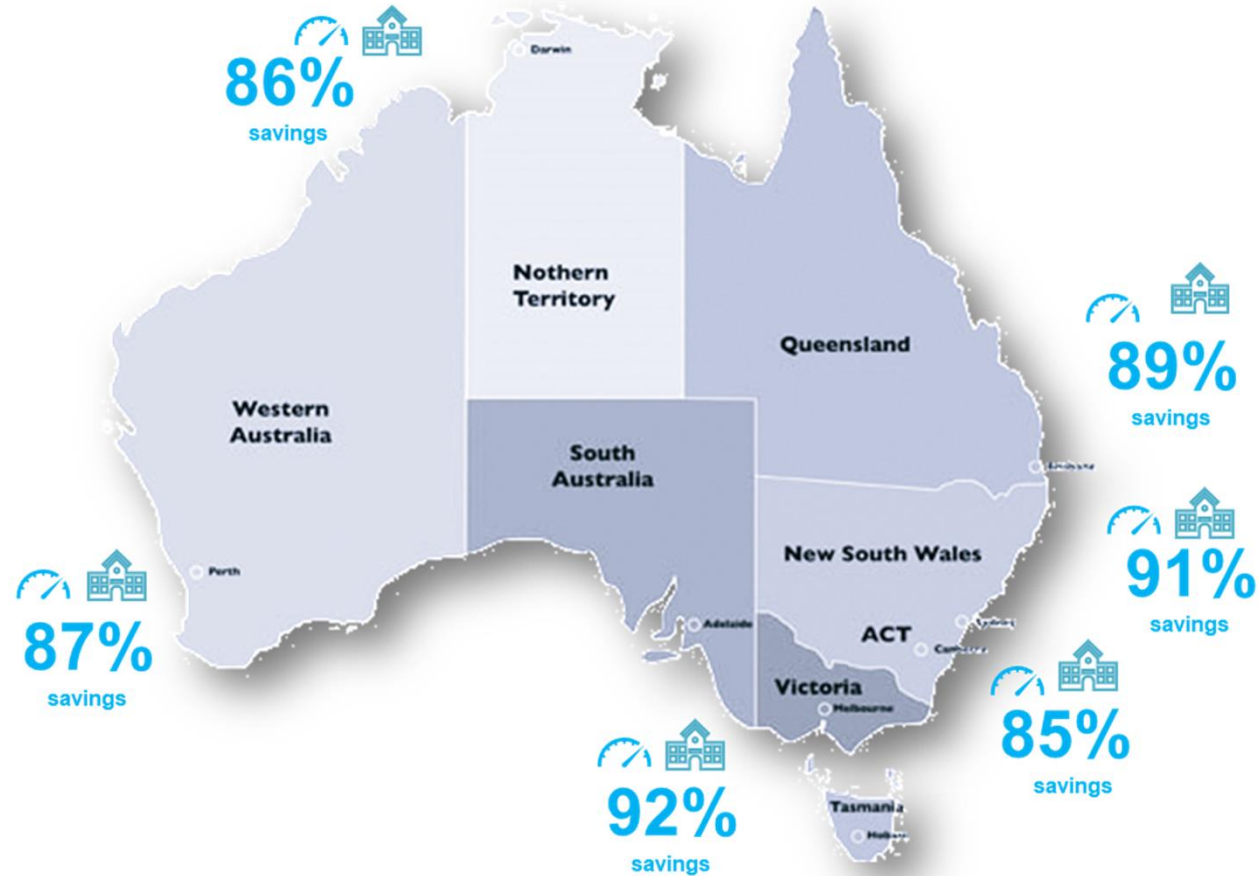 86%
savings
Darwin
Nothern
Territory
Queensland
89%
savings
Western
Australia
South
Australia
New South Wales
91%
savings
Perth
87%
savings
Adelaide
ACT
Victoria
Melbourne
85%
savings
92%
savings
Tasmania